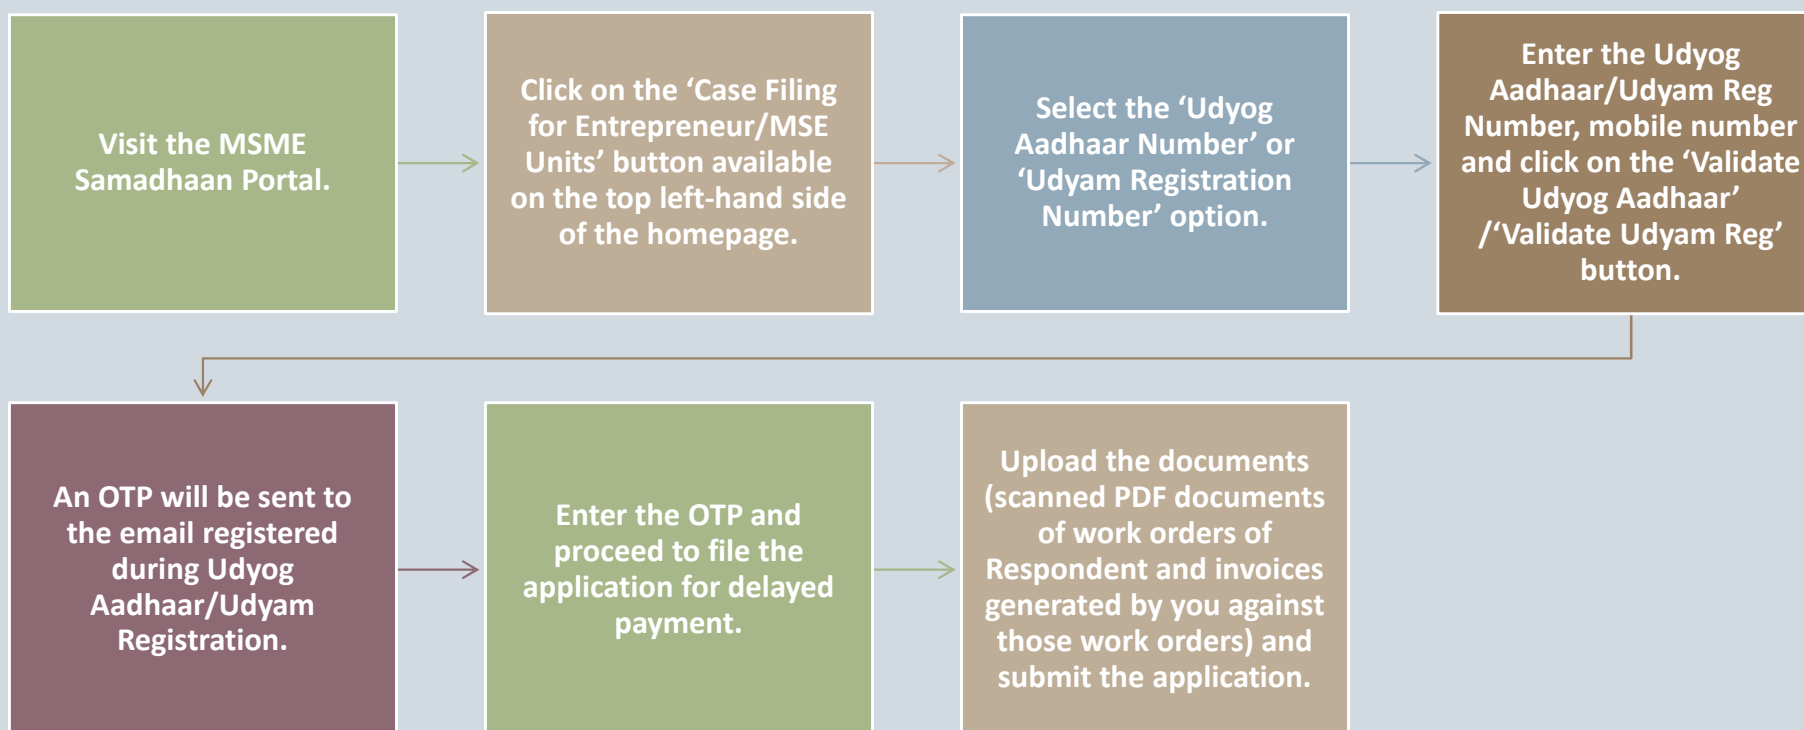 Visit the MSME
Samadhaan Portal.
Click on the ‘Case Filing
for Entrepreneur/MSE
Units’ button available
on the top left-hand side
of the homepage.
Select the ‘Udyog
Aadhaar Number’ or
‘Udyam Registration
Number’ option.
Enter the Udyog
Aadhaar/Udyam Reg
Number, mobile number
and click on the ‘Validate
Udyog Aadhaar’
/‘Validate Udyam Reg’
button.
An OTP will be sent to
the email registered
during Udyog
Aadhaar/Udyam
Registration.
Enter the OTP and
proceed to file the
application for delayed
payment.
Upload the documents
(scanned PDF documents
of work orders of
Respondent and invoices
generated by you against
those work orders) and
submit the application.